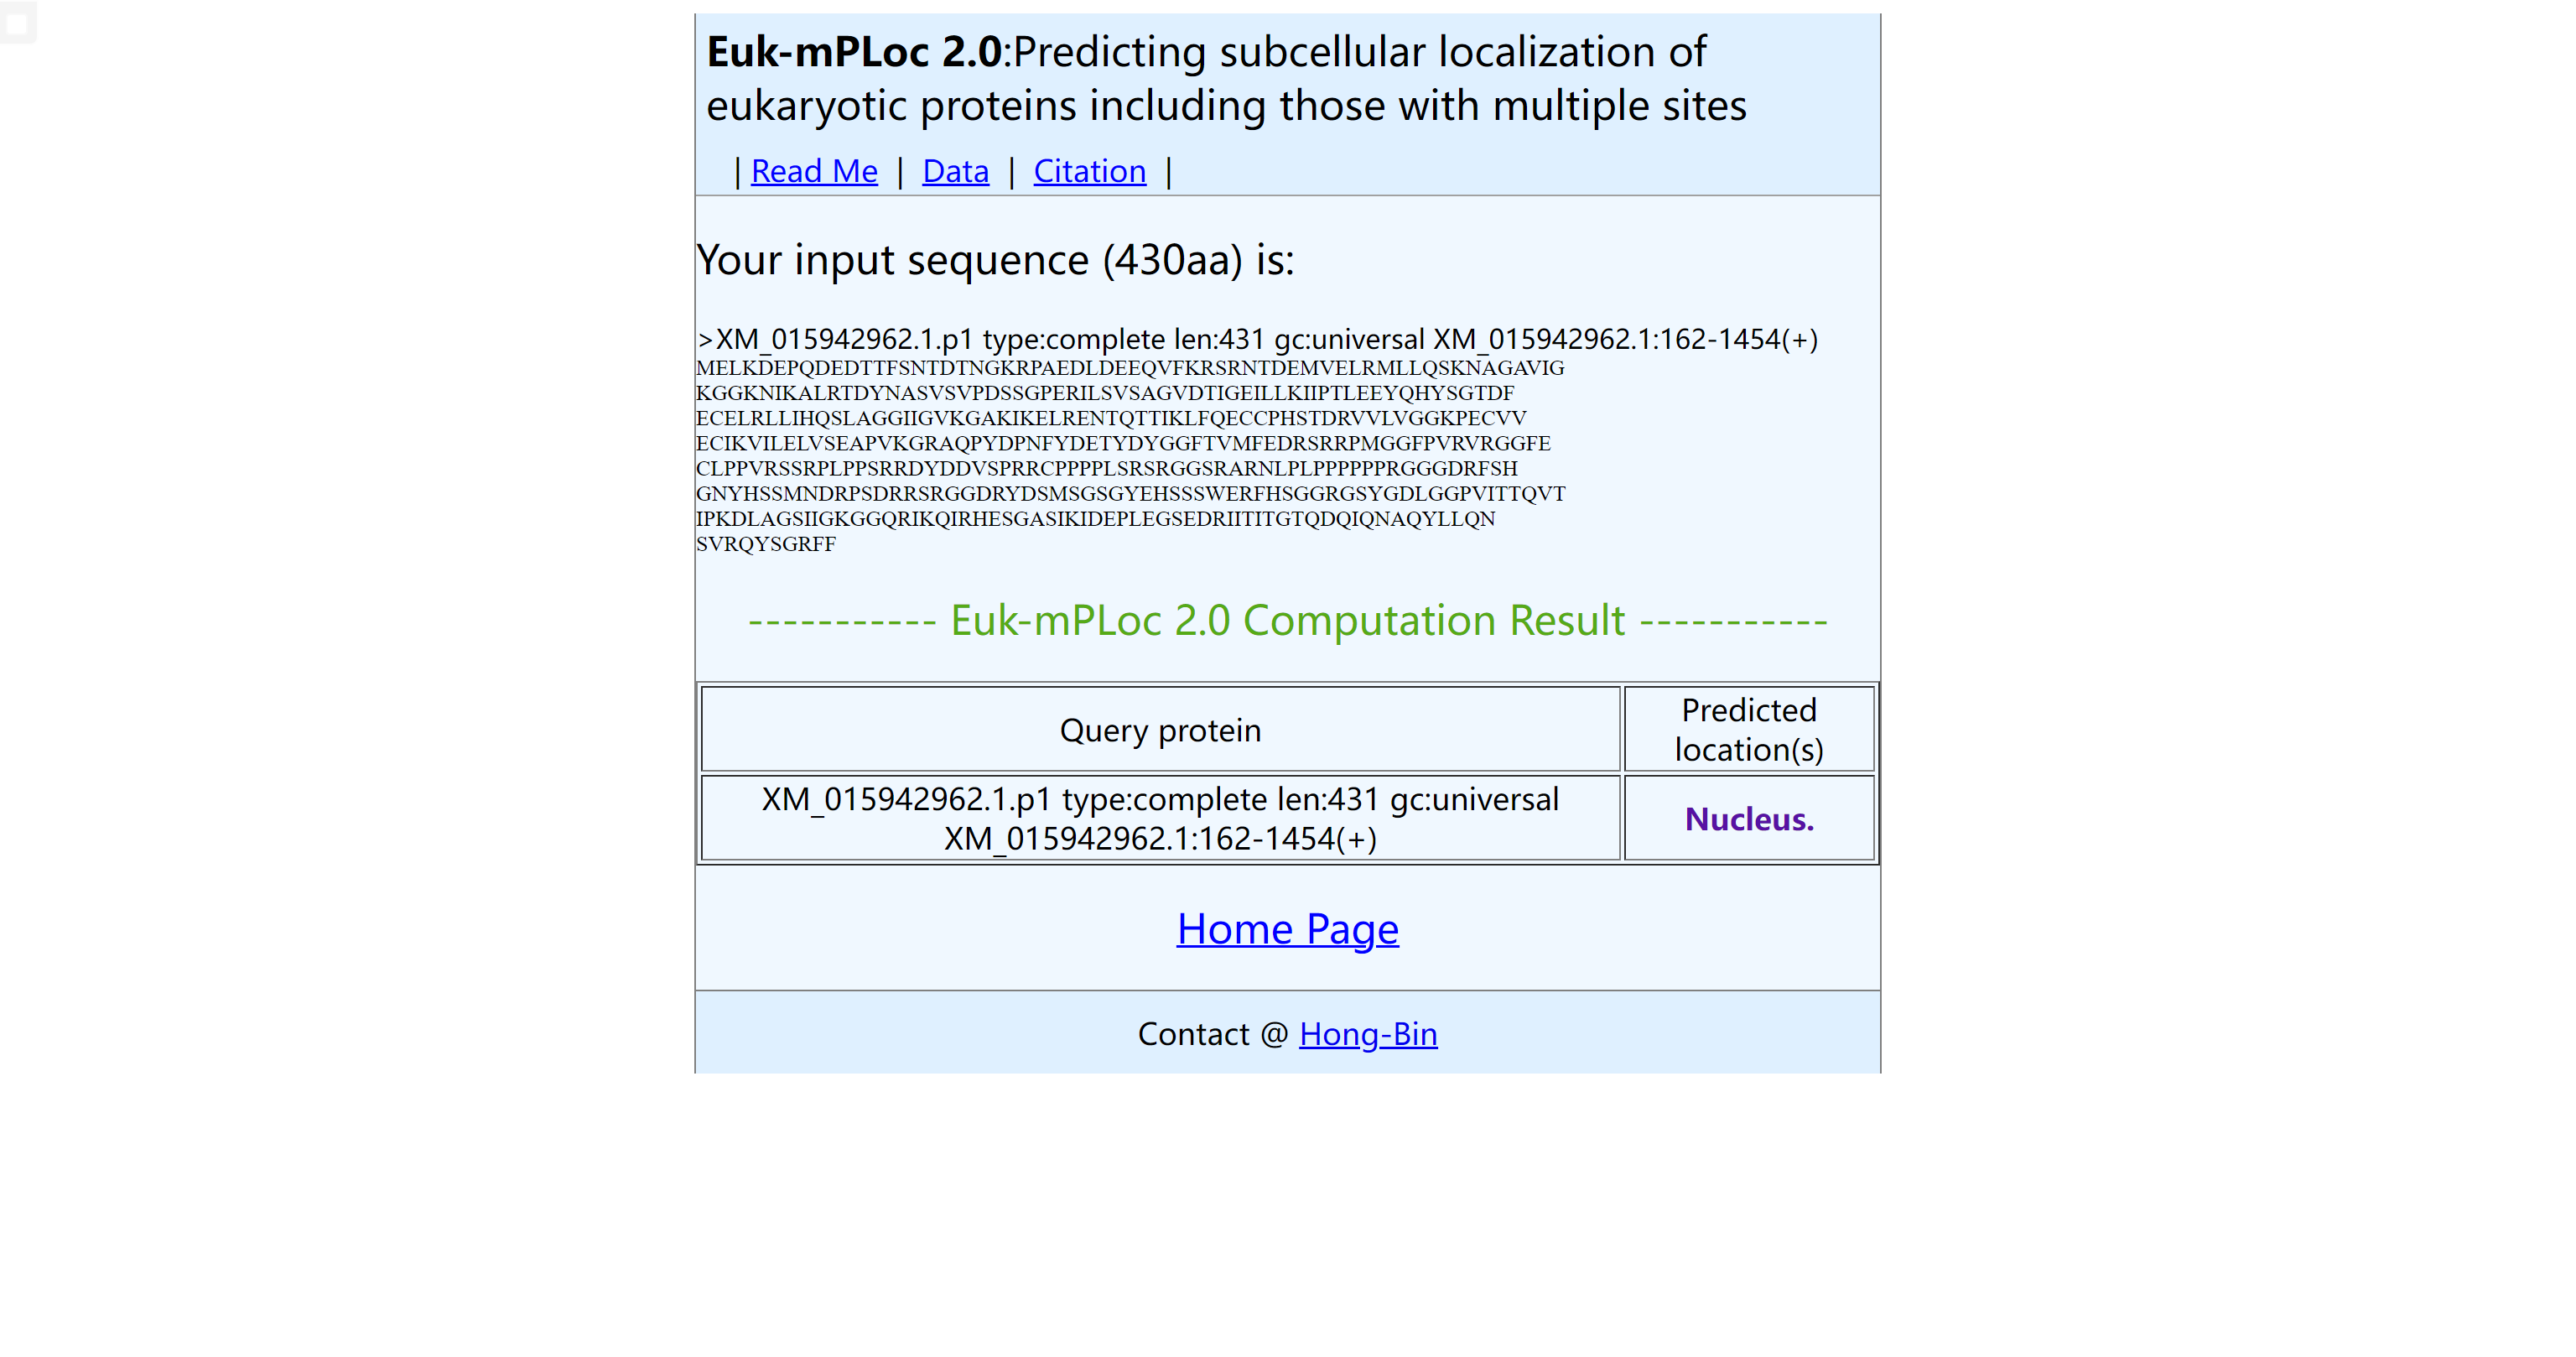 Euk-mPLoc 2.0:Predicting subcellular localization of
eukaryotic proteins including those with multiple sites
| Read Me | Data | Citation |
Your input sequence (430aa) is:
>XM_015942962.1.p1 type:complete len:431 gc:universal XM_015942962.1:162-1454(+)
MELKDEPQDEDTTFSNTDTNGKRPAEDLDEEQVFKRSRNTDEMVELRMLLQSKNAGAVIG
KGGKNIKALRTDYNASVSVPDSSGPERILSVSAGVDTIGEILLKIIPTLEEYQHYSGTDF
ECELRLLIHQSLAGGIIGVKGAKIKELRENTQTTIKLFQECCPHSTDRVVLVGGKPECVV
ECIKVILELVSEAPVKGRAQPYDPNFYDETYDYGGFTVMFEDRSRRPMGGFPVRVRGGFE
CLPPVRSSRPLPPSRRDYDDVSPRRCPPPPLSRSRGGSRARNLPLPPPPPPRGGGDRFSH
GNYHSSMNDRPSDRRSRGGDRYDSMSGSGYEHSSSWERFHSGGRGSYGDLGGPVITTQVT
IPKDLAGSIIGKGGQRIKQIRHESGASIKIDEPLEGSEDRIITITGTQDQIQNAQYLLQN
SVRQYSGRFF
----------- Euk-mPLoc 2.0 Computation Result -----------
Query protein
Predicted
location(s)
XM_015942962.1.p1 type:complete len:431 gc:universal
XM_015942962.1:162-1454(+)
Nucleus.
Home Page
Contact @ Hong-Bin